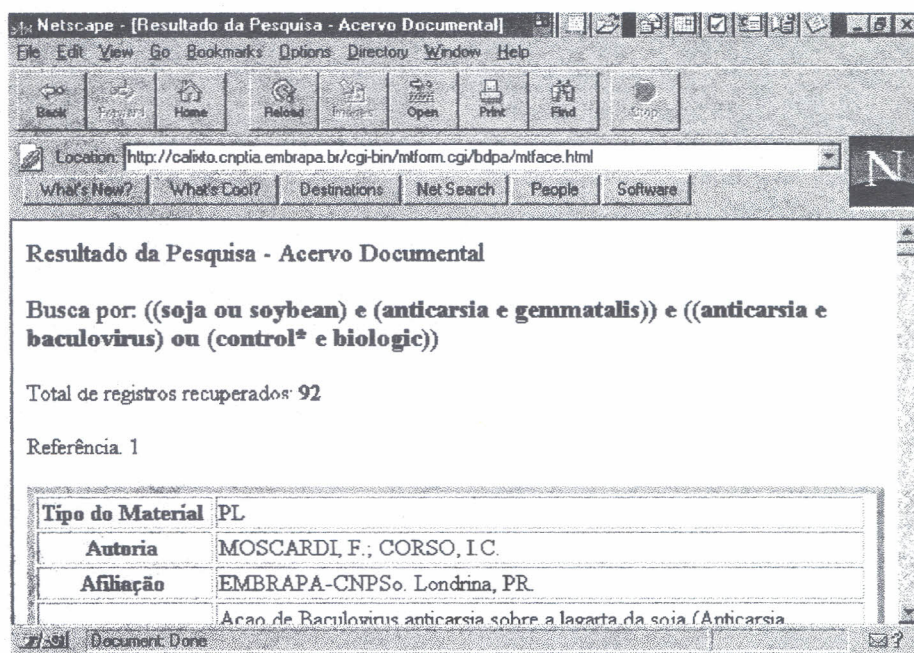 Netscape - [Resultado da Pesquisa - Acervo Documental]
File Edit View Go Bookmarks Options Directory Window Help
Back Forward Home Reload Images Open Print Find Stop
Location: http://calixto.cnptia.embrapa.br/cgi-bin/mtform.cgi/bdpa/mtface.html
What's New? What's Cool? Destinations Net Search People Software
N
Resultado da Pesquisa - Acervo Documental
Busca por: ((soja ou soybean) e (anticarsia e gemmatalis)) e ((anticarsia e
baculovirus) ou (control* e biologic))
Total de registros recuperados: 92
Referência. 1
Tipo do Material PL
Autoria MOSCARDI, F.; CORSO, I.C.
Afiliação EMBRAPA-CNPSo. Londrina, PR.
Acao de Baculovirus anticarsia sobre a lagarta da soja (Anticarsia
Document: Done